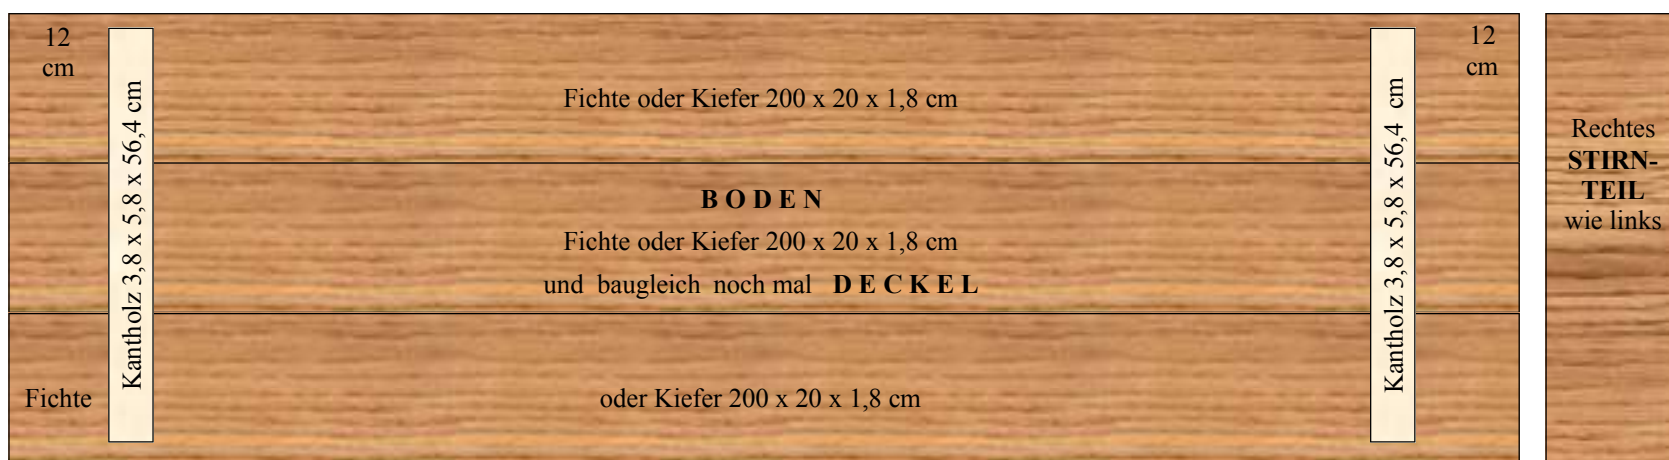 12
cm
Kantholz 3,8 x 5,8 x 56,4 cm
Fichte oder Kiefer 200 x 20 x 1,8 cm
B O D E N
Fichte oder Kiefer 200 x 20 x 1,8 cm
und baugleich noch mal D E C K E L
Fichte oder Kiefer 200 x 20 x 1,8 cm
Kantholz 3,8 x 5,8 x 56,4 cm
12
cm
Rechtes
STIRN-
TEIL
wie links